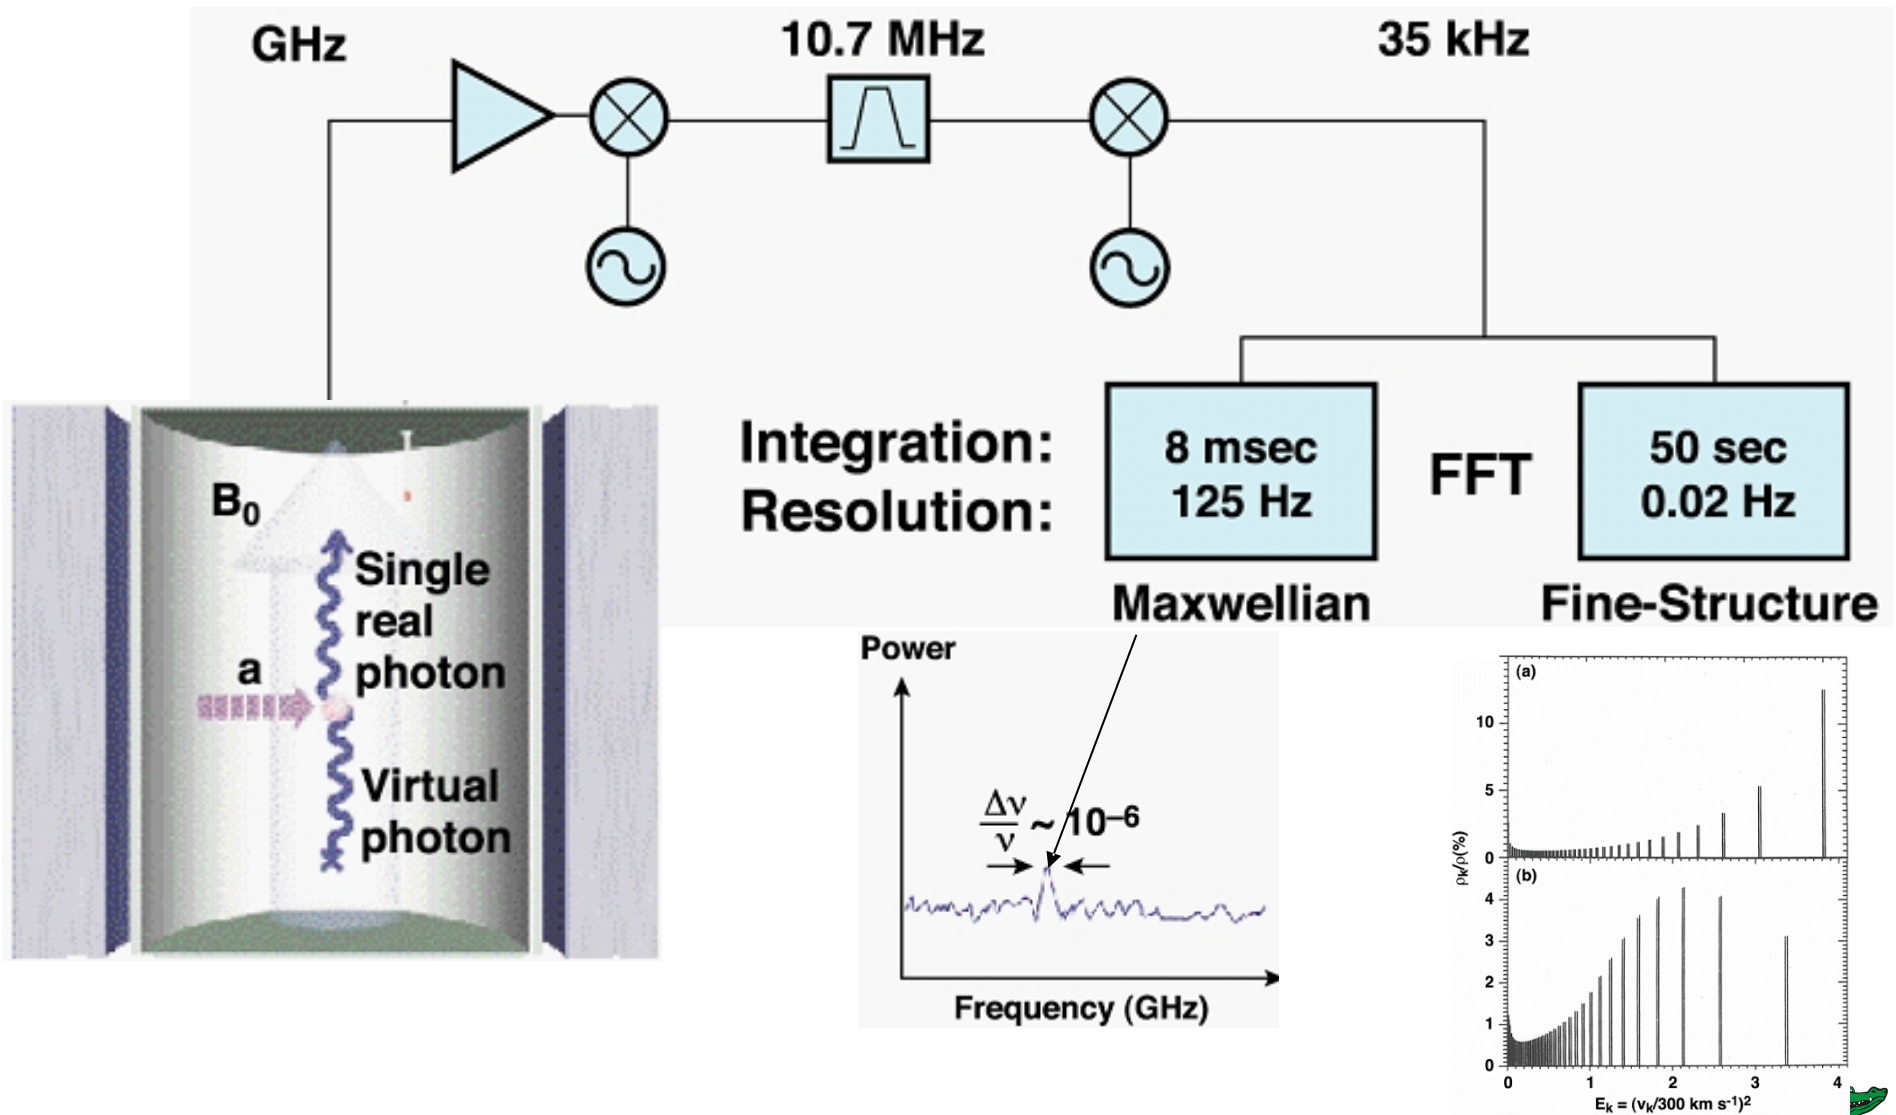 GHz
10.7 MHz
35 kHz
Integration:
Resolution:
8 msec
125 Hz
FFT
50 sec
0.02 Hz
Maxwellian
Fine-Structure
B0
Single
real
photon
a
Virtual
photon
Power
Δν
ν
~ 10–6
Frequency (GHz)
(a)
10
5
0
(b)
4
3
2
1
0
ρk/ρ(%)
0 1 2 3 4
Ek = (vk/300 km s-1)2